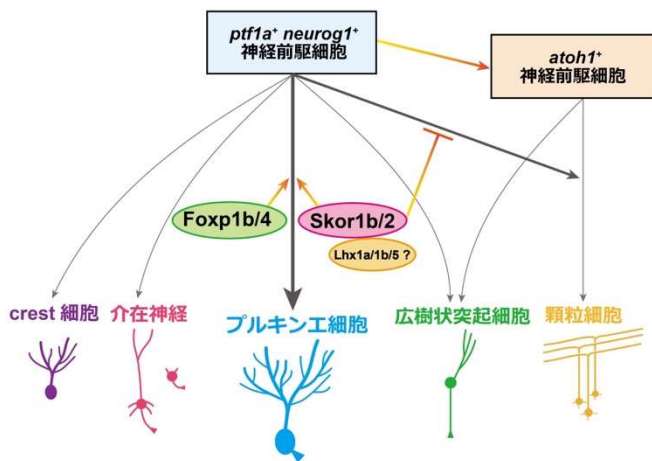 ptf1a⁺ neurog1⁺
神経前駆細胞
atoh1⁺
神経前駆細胞
Foxp1b/4
Skor1b/2
Lhx1a/1b/5 ?
crest 細胞
介在神経
プルキンエ細胞
広樹状突起細胞
顆粒細胞